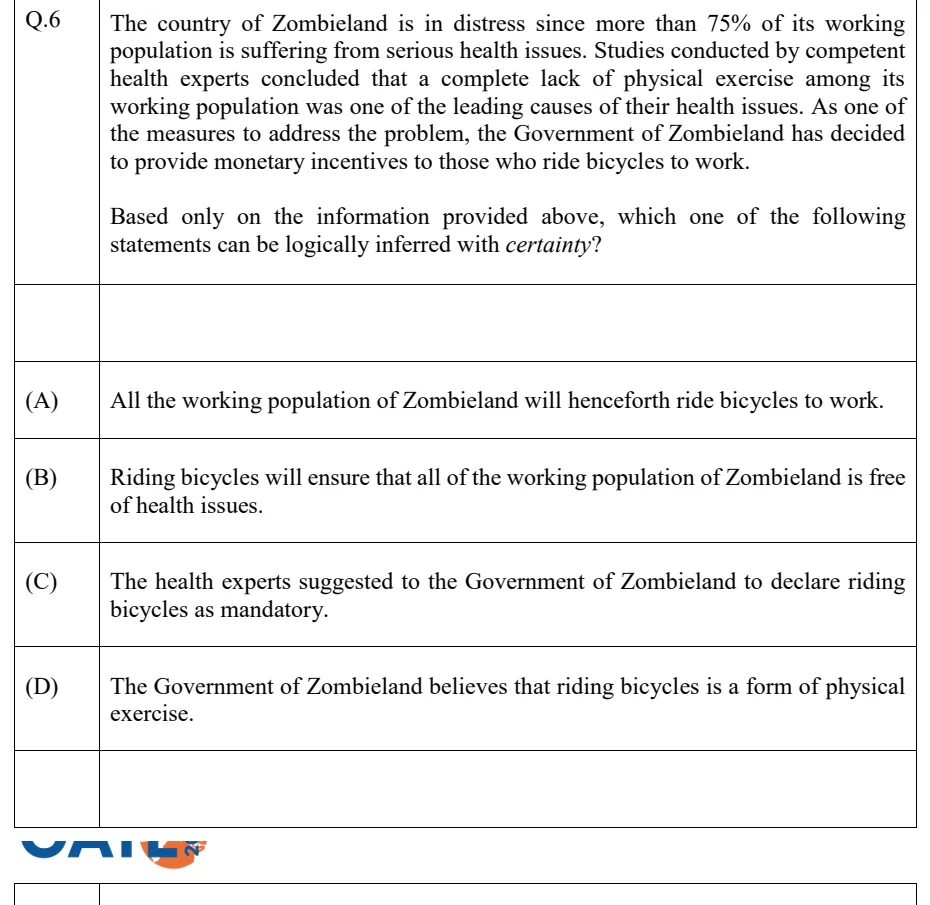 Q.6
The country of Zombieland is in distress since more than 75% of its working
population is suffering from serious health issues. Studies conducted by competent
health experts concluded that a complete lack of physical exercise among its
working population was one of the leading causes of their health issues. As one of
the measures to address the problem, the Government of Zombieland has decided
to provide monetary incentives to those who ride bicycles to work.
Based only on the information provided above, which one of the following
statements can be logically inferred with certainty?
(A) All the working population of Zombieland will henceforth ride bicycles to work.
(B) Riding bicycles will ensure that all of the working population of Zombieland is free
of health issues.
(C) The health experts suggested to the Government of Zombieland to declare riding
bicycles as mandatory.
(D) The Government of Zombieland believes that riding bicycles is a form of physical
exercise.